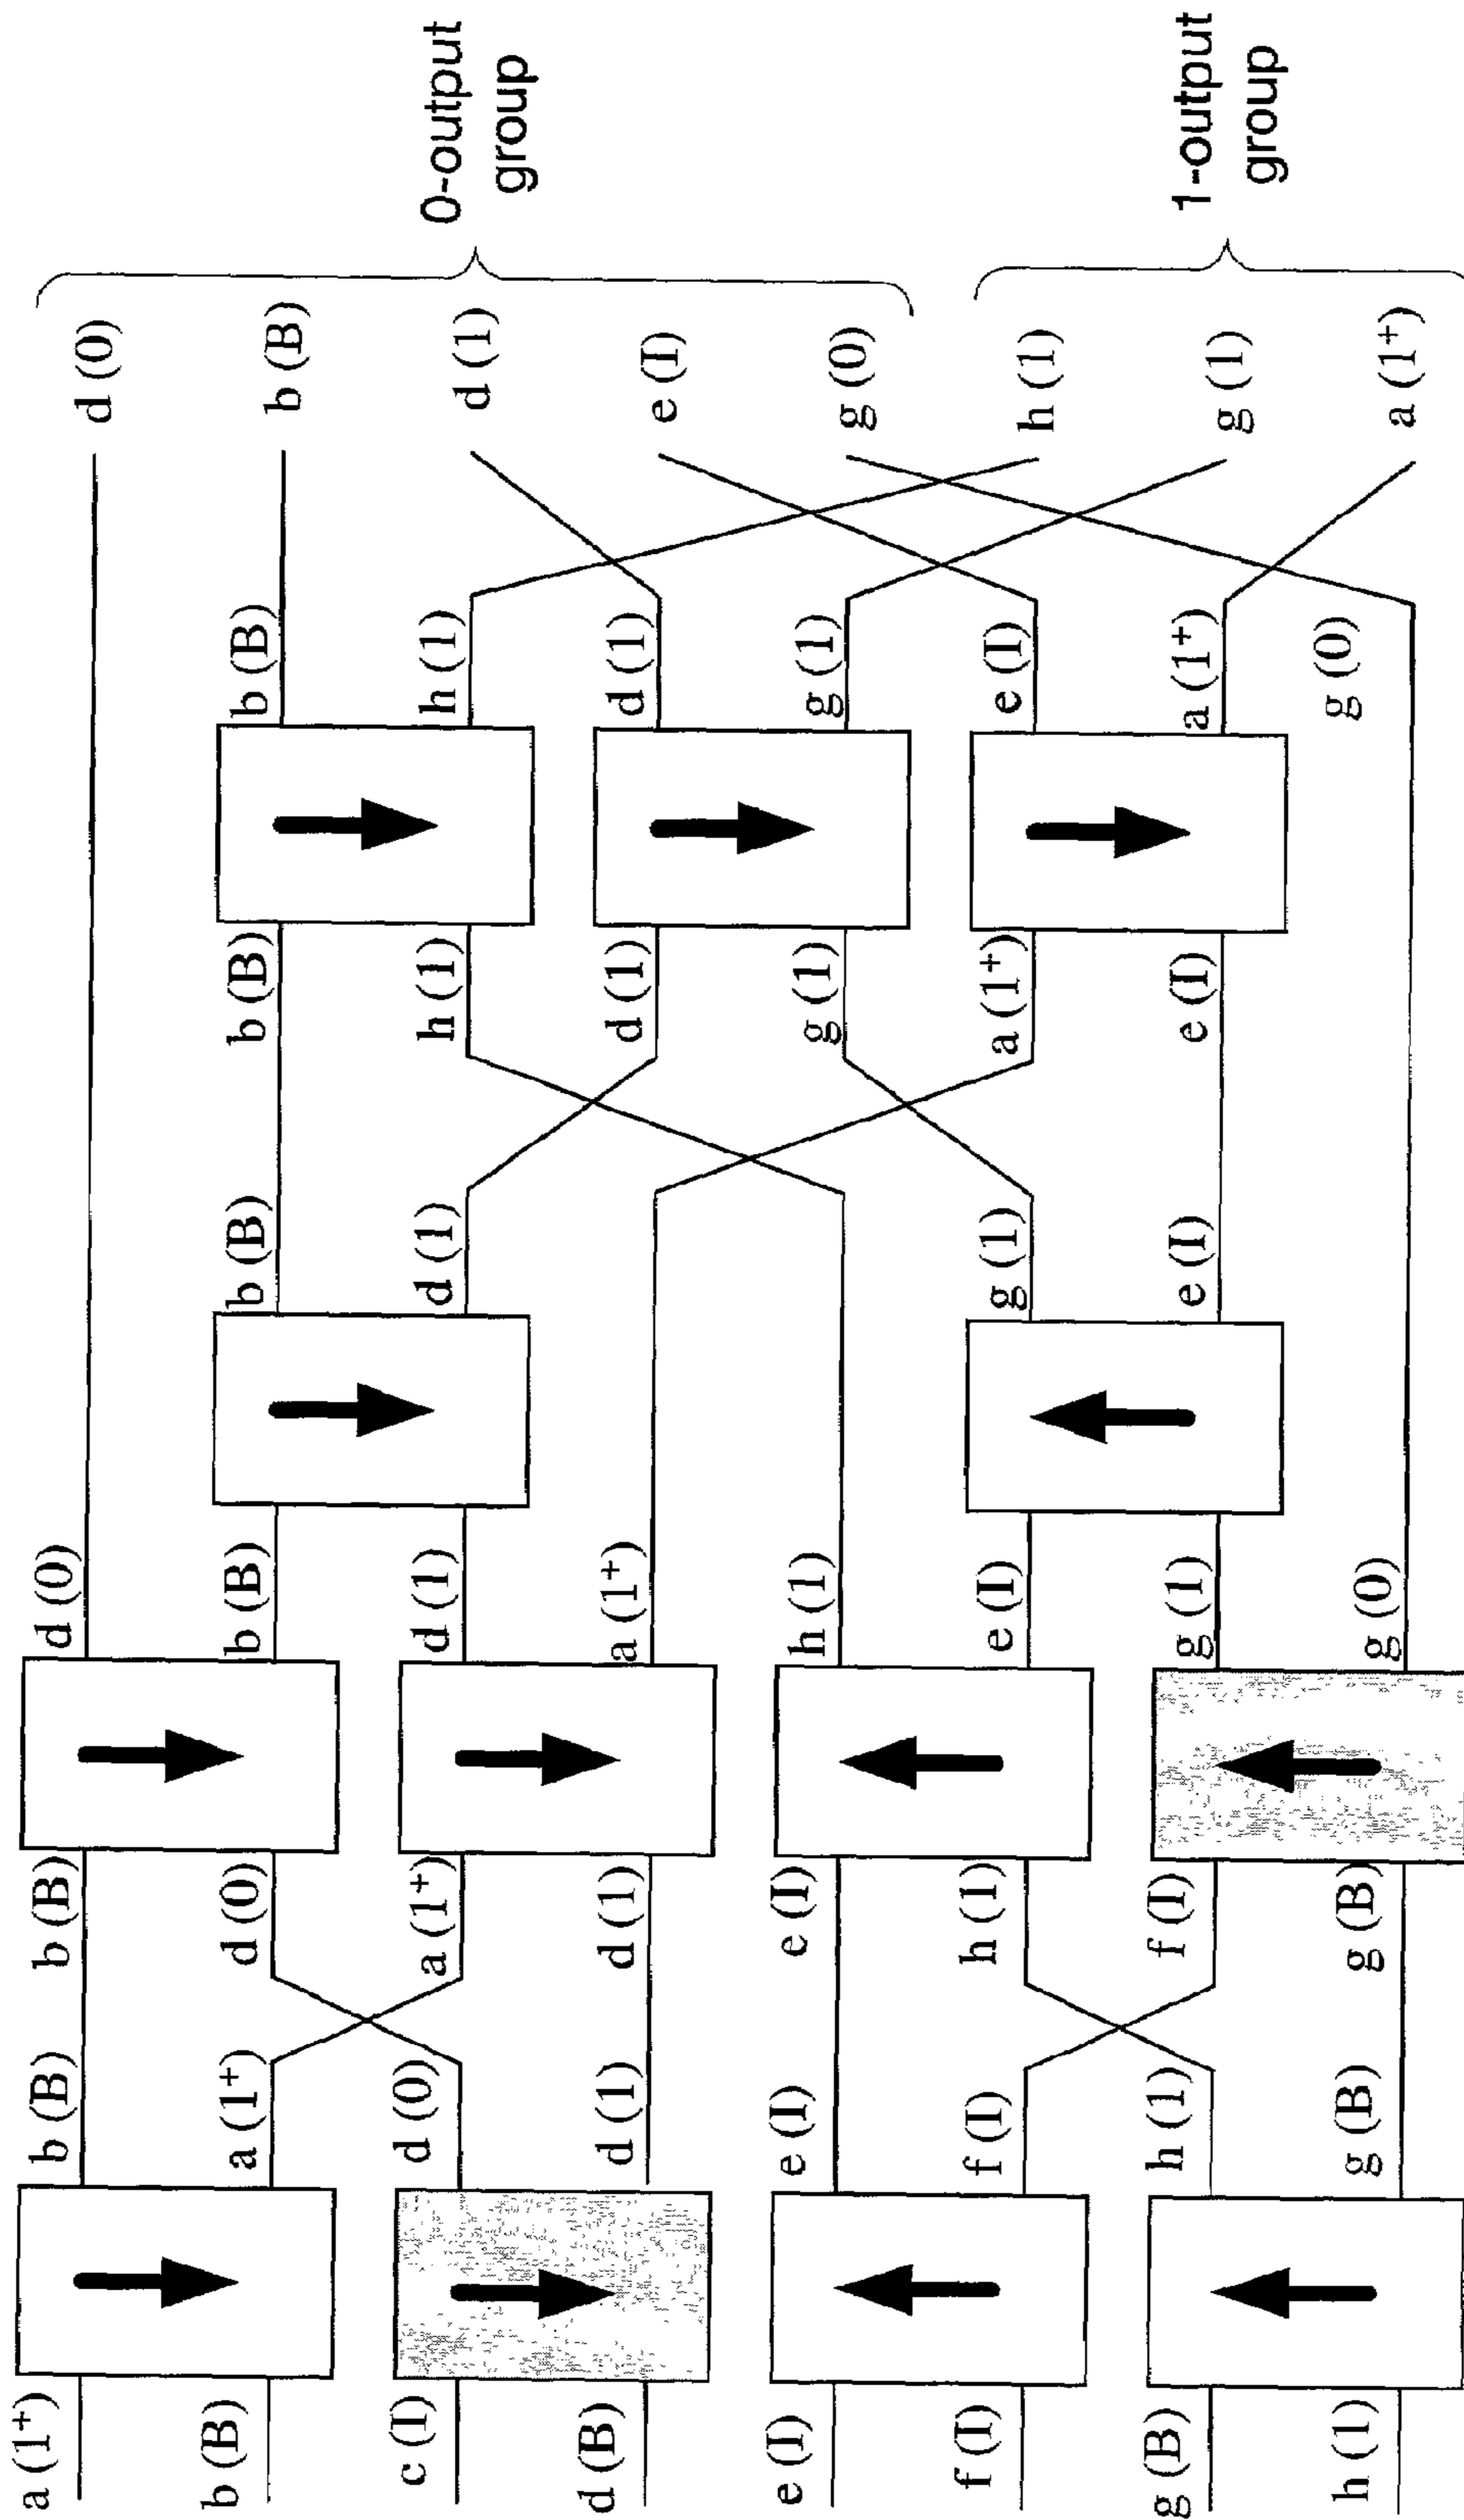 a (1⁺)
b (B)
c (I)
d (B)
e (I)
f (I)
g (B)
h (1)
b (B)
a (1⁺)
d (0)
d (1)
e (I)
f (I)
h (1)
g (B)
b (B)
d (0)
a (1⁺)
d (1)
e (I)
h (1)
f (I)
g (B)
d (0)
b (B)
d (1)
a (1⁺)
h (1)
e (I)
g (1)
g (0)
b (B)
d (1)
g (1)
e (I)
b (B)
h (1)
d (1)
g (1)
a (1⁺)
e (I)
b (B)
h (1)
d (1)
g (1)
e (I)
a (1⁺)
g (0)
d (0)
b (B)
d (1)
e (I)
g (0)
h (1)
g (1)
a (1⁺)
0-output
group
1-output
group